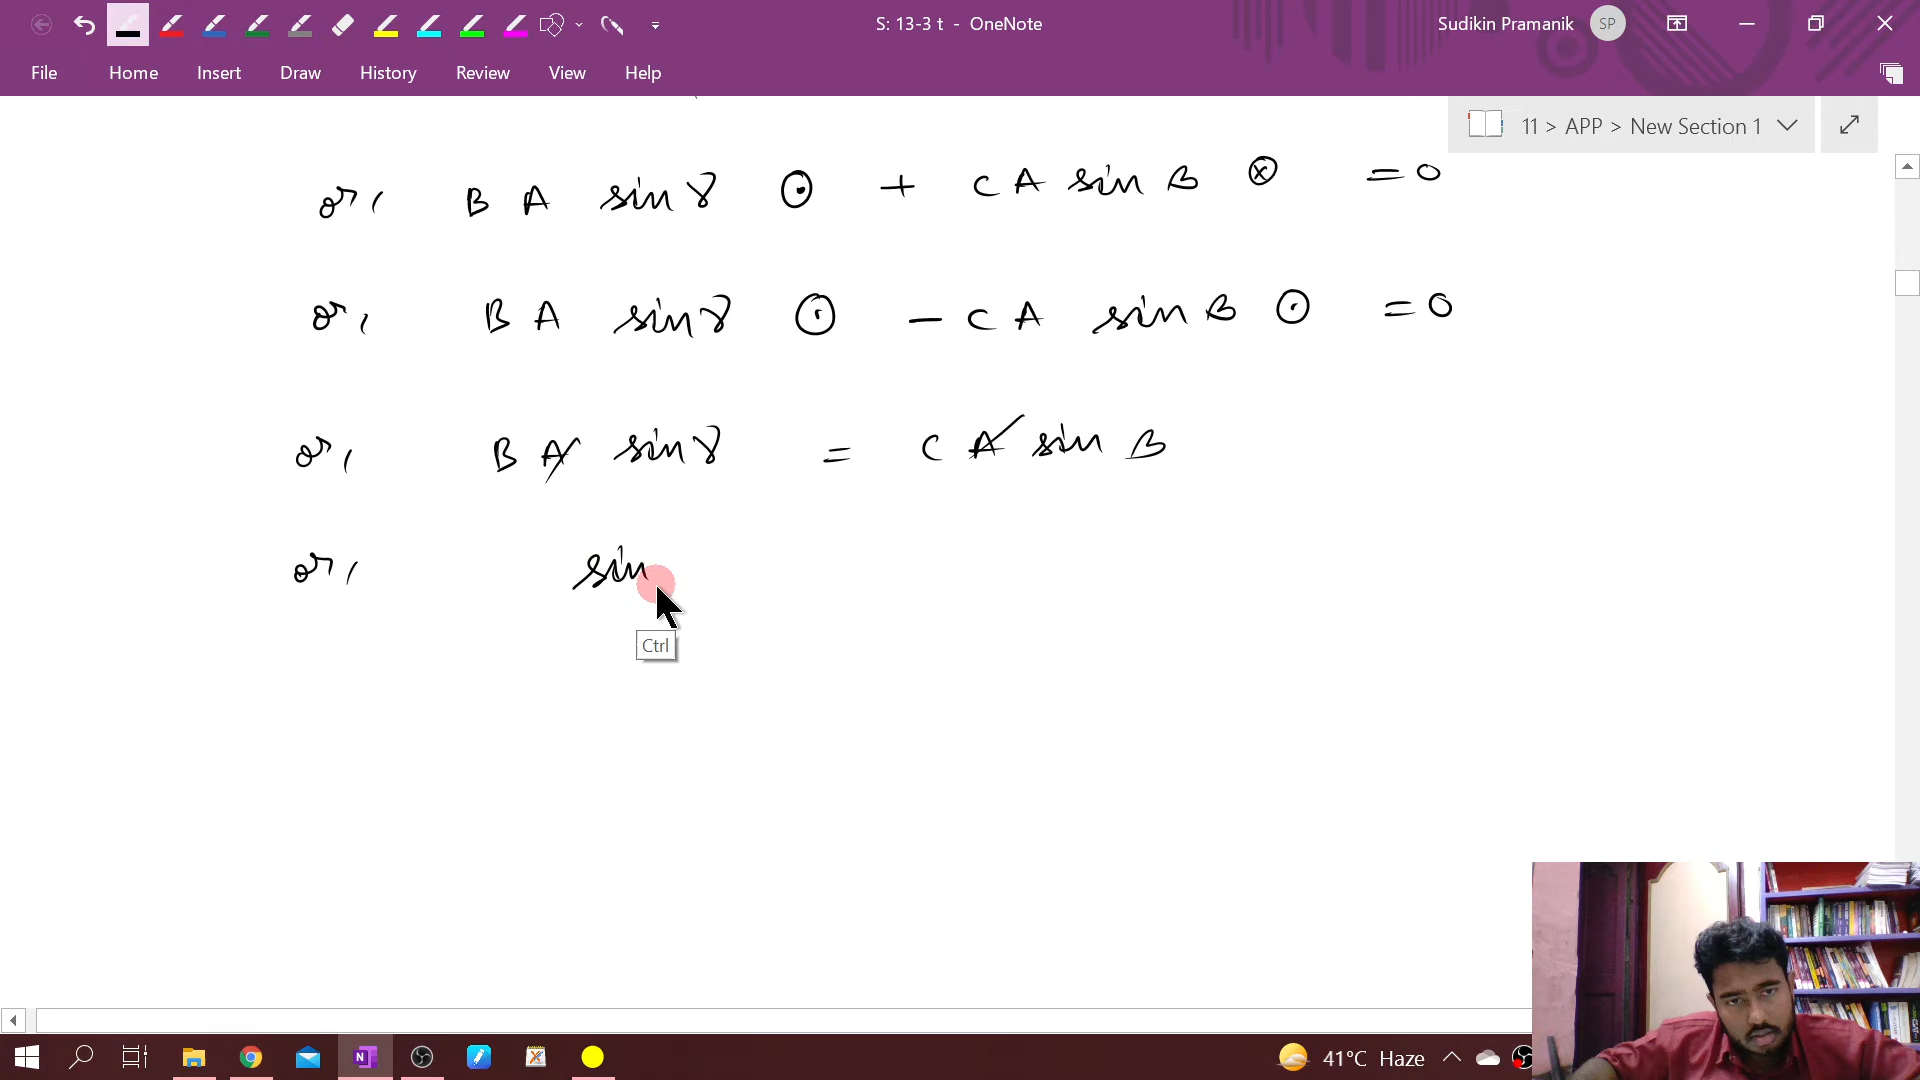 S: 13-3 t - OneNote
Sudikin Pramanik SP
File Home Insert Draw History Review View Help
11 > APP > New Section 1
or, B A sin γ ⊙ + C A sin β ⊗ = 0
or, B A sin γ ⊙ - C A sin β ⊙ = 0
or, B A sin γ = C A sin β
or, sin
Ctrl
41°C Haze